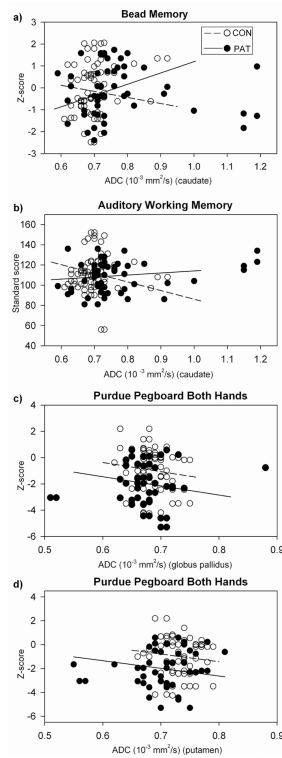 a) Bead Memory
CON
PAT
3
2
1
0
-1
-2
-3
Z-score
0.6 0.7 0.8 0.9 1.0 1.1 1.2
ADC (10⁻³ mm²/s) (caudate)
b) Auditory Working Memory
160
140
120
100
80
60
40
Standard score
0.6 0.7 0.8 0.9 1.0 1.1 1.2
ADC (10⁻³ mm²/s) (caudate)
c) Purdue Pegboard Both Hands
4
2
0
-2
-4
-6
Z-score
0.5 0.6 0.7 0.8 0.9
ADC (10⁻³ mm²/s) (globus pallidus)
d) Purdue Pegboard Both Hands
4
2
0
-2
-4
-6
Z-score
0.5 0.6 0.7 0.8 0.9
ADC (10⁻³ mm²/s) (putamen)